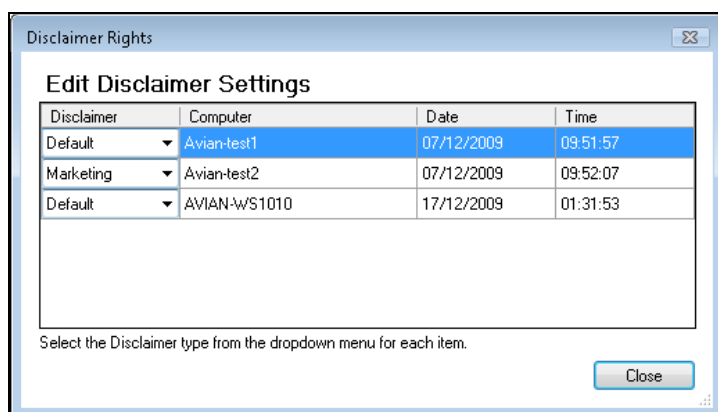 Disclaimer Rights
Edit Disclaimer Settings
Disclaimer Computer Date Time
Default Avian-test1 07/12/2009 09:51:57
Marketing Avian-test2 07/12/2009 09:52:07
Default AVIAN-WS1010 17/12/2009 01:31:53
Select the Disclaimer type from the dropdown menu for each item.
Close